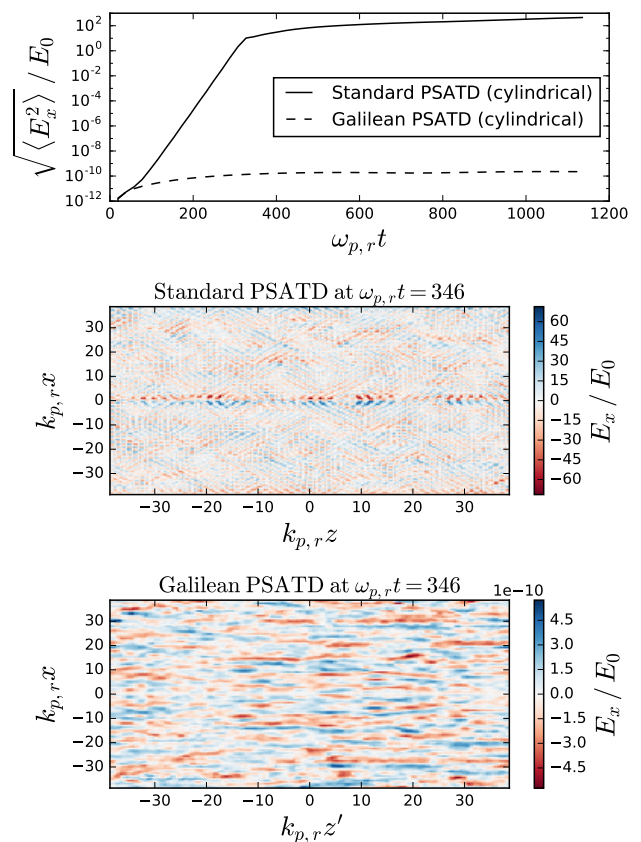 10^2
10^0
10^-2
10^-4
10^-6
10^-8
10^-10
10^-12
√⟨E_x^2⟩ / E_0
Standard PSATD (cylindrical)
Galilean PSATD (cylindrical)
0 200 400 600 800 1000 1200
ω_{p,r}t
Standard PSATD at ω_{p,r}t = 346
30
20
10
0
−10
−20
−30
k_{p,r}x
−30 −20 −10 0 10 20 30
k_{p,r}z
60
45
30
15
0
−15
−30
−45
−60
E_x / E_0
Galilean PSATD at ω_{p,r}t = 346
1e−10
30
20
10
0
−10
−20
−30
k_{p,r}x
−30 −20 −10 0 10 20 30
k_{p,r}z′
4.5
3.0
1.5
0.0
−1.5
−3.0
−4.5
E_x / E_0